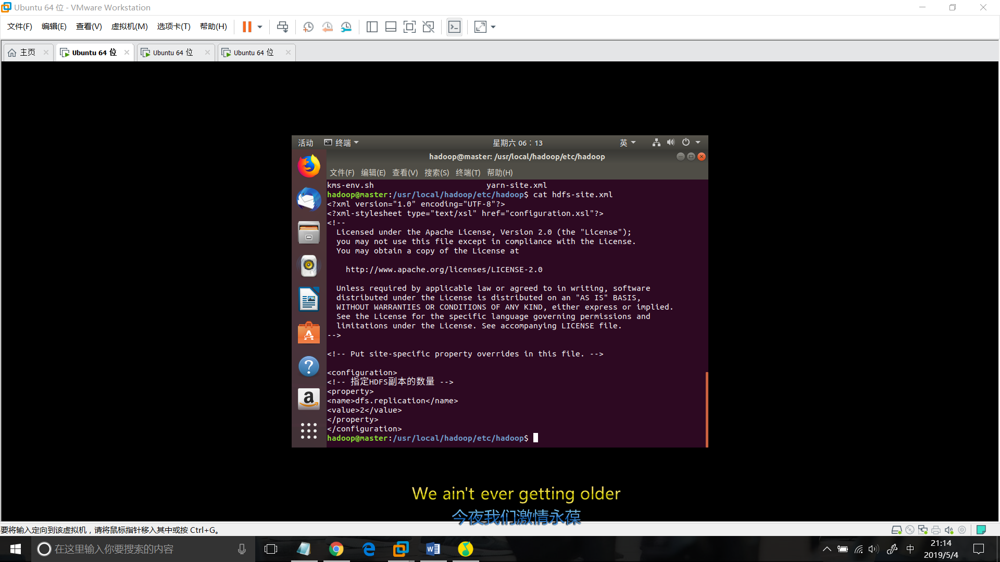 Ubuntu 64 位 - VMware Workstation
文件(F) 编辑(E) 查看(V) 虚拟机(M) 选项卡(T) 帮助(H)
主页 Ubuntu 64 位 Ubuntu 64 位 Ubuntu 64 位
活动 终端 星期六 06：13 英
hadoop@master: /usr/local/hadoop/etc/hadoop
文件(F) 编辑(E) 查看(V) 搜索(S) 终端(T) 帮助(H)
kms-env.sh yarn-site.xml
hadoop@master:/usr/local/hadoop/etc/hadoop$ cat hdfs-site.xml
<?xml version="1.0" encoding="UTF-8"?>
<?xml-stylesheet type="text/xsl" href="configuration.xsl"?>
<!--
Licensed under the Apache License, Version 2.0 (the "License");
you may not use this file except in compliance with the License.
You may obtain a copy of the License at
http://www.apache.org/licenses/LICENSE-2.0
Unless required by applicable law or agreed to in writing, software
distributed under the License is distributed on an "AS IS" BASIS,
WITHOUT WARRANTIES OR CONDITIONS OF ANY KIND, either express or implied.
See the License for the specific language governing permissions and
limitations under the License. See accompanying LICENSE file.
-->
<!-- Put site-specific property overrides in this file. -->
<configuration>
<!-- 指定HDFS副本的数量 -->
<property>
<name>dfs.replication</name>
<value>2</value>
</property>
</configuration>
hadoop@master:/usr/local/hadoop/etc/hadoop$
We ain't ever getting older
今夜我们激情永葆
要将输入定向到该虚拟机，请将鼠标指针移入其中或按 Ctrl+G。
在这里输入你要搜索的内容
中
21:14
2019/5/4